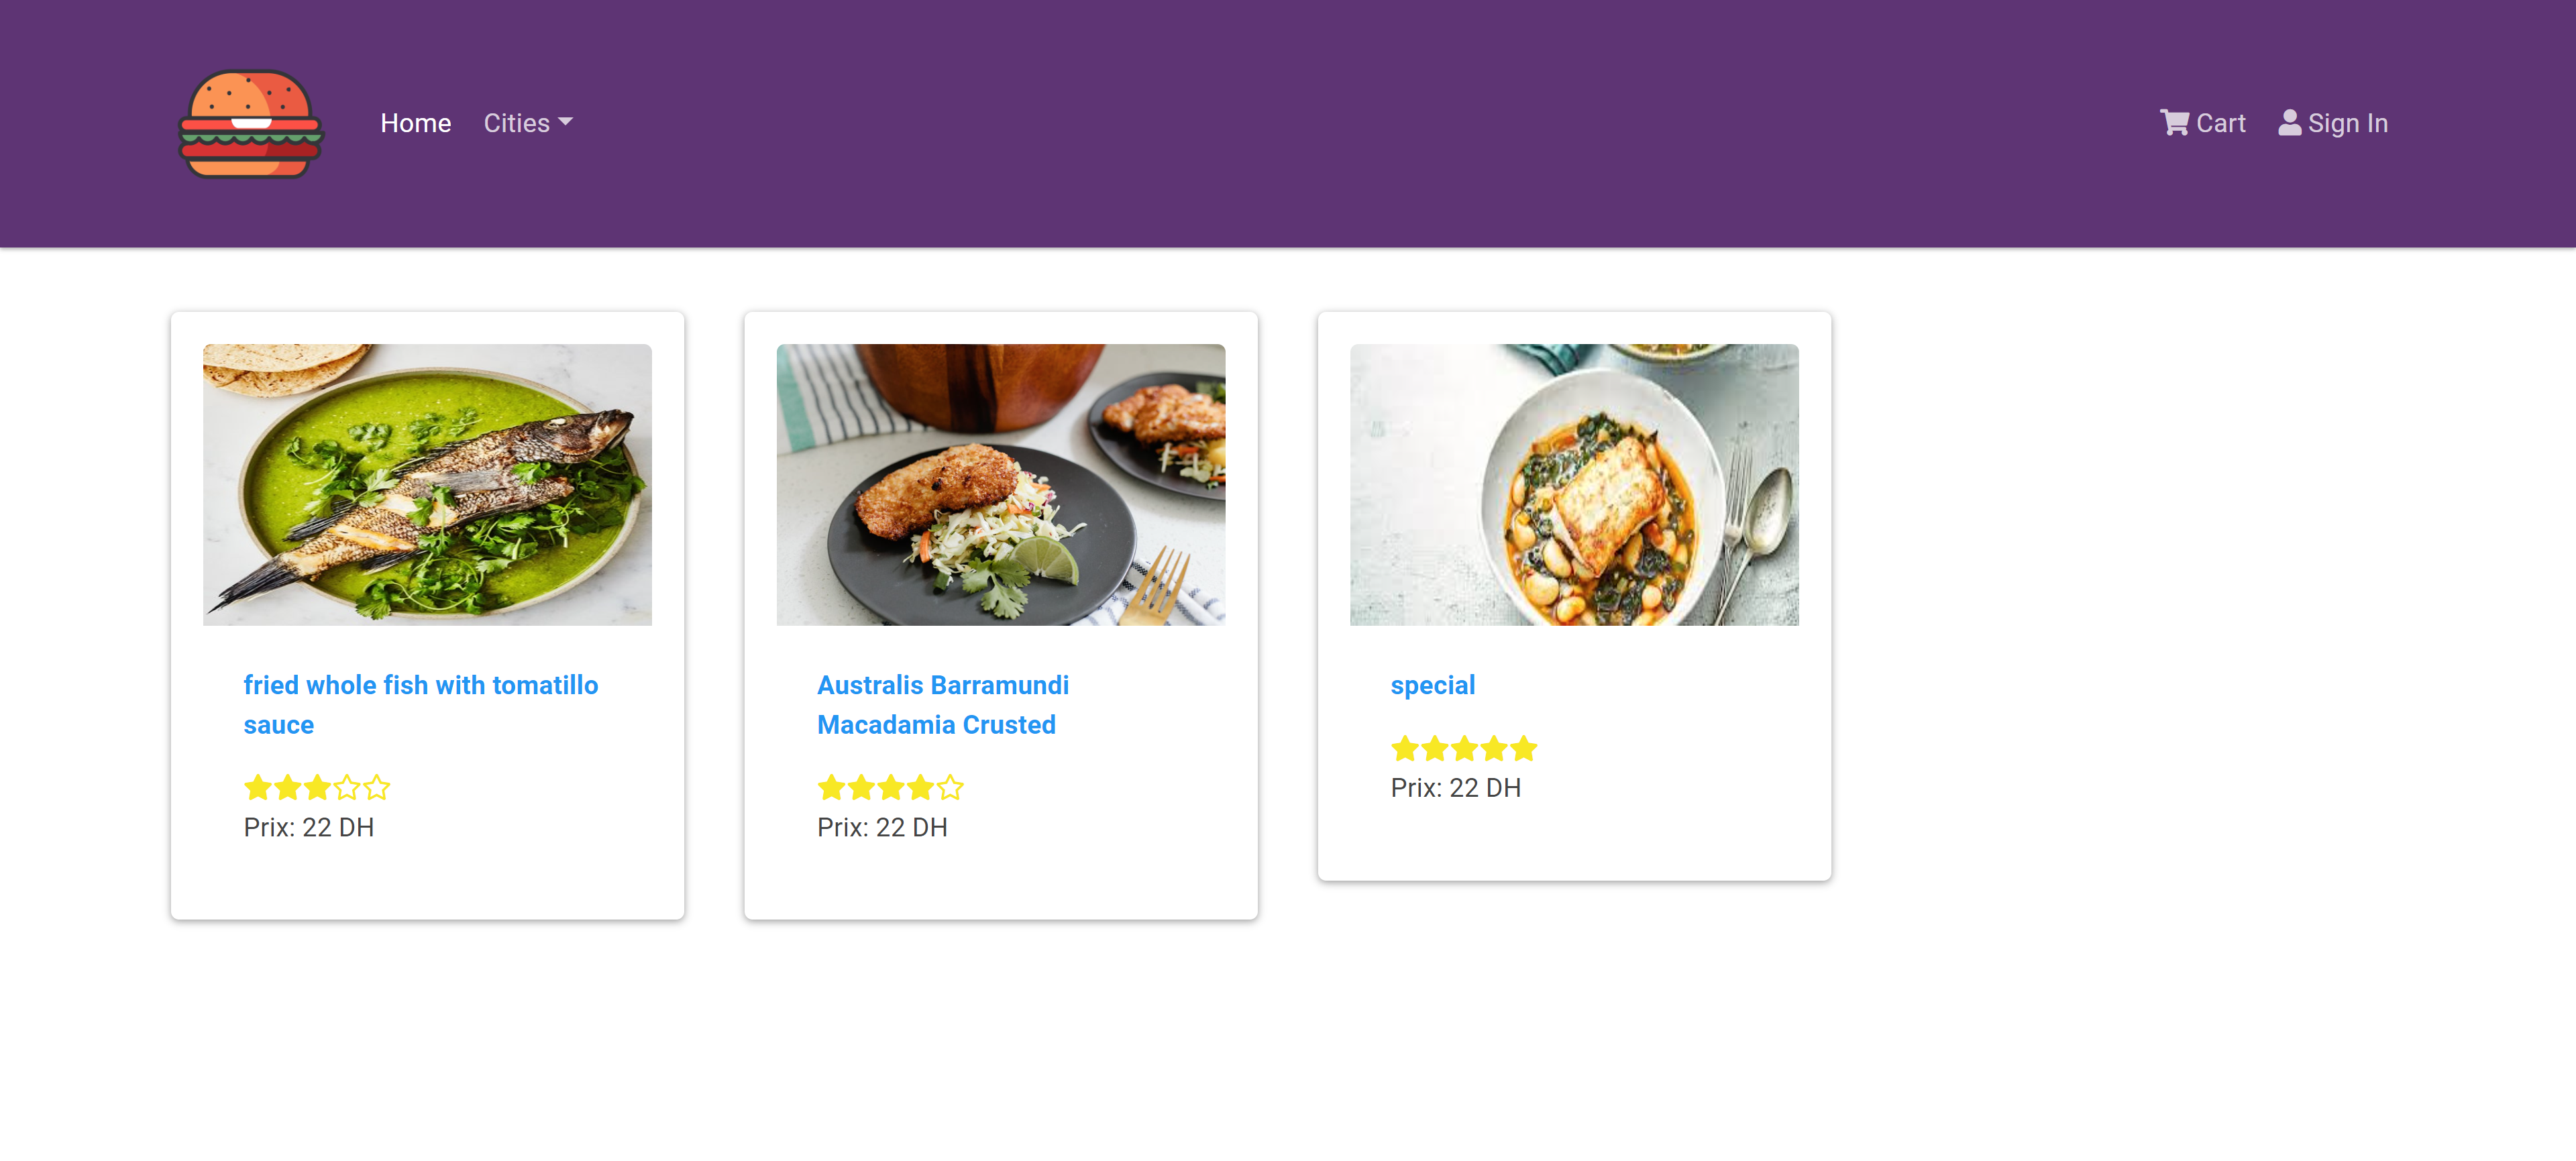 Home Cities Cart Sign In
fried whole fish with tomatillo
sauce
Prix: 22 DH
Australis Barramundi
Macadamia Crusted
Prix: 22 DH
special
Prix: 22 DH